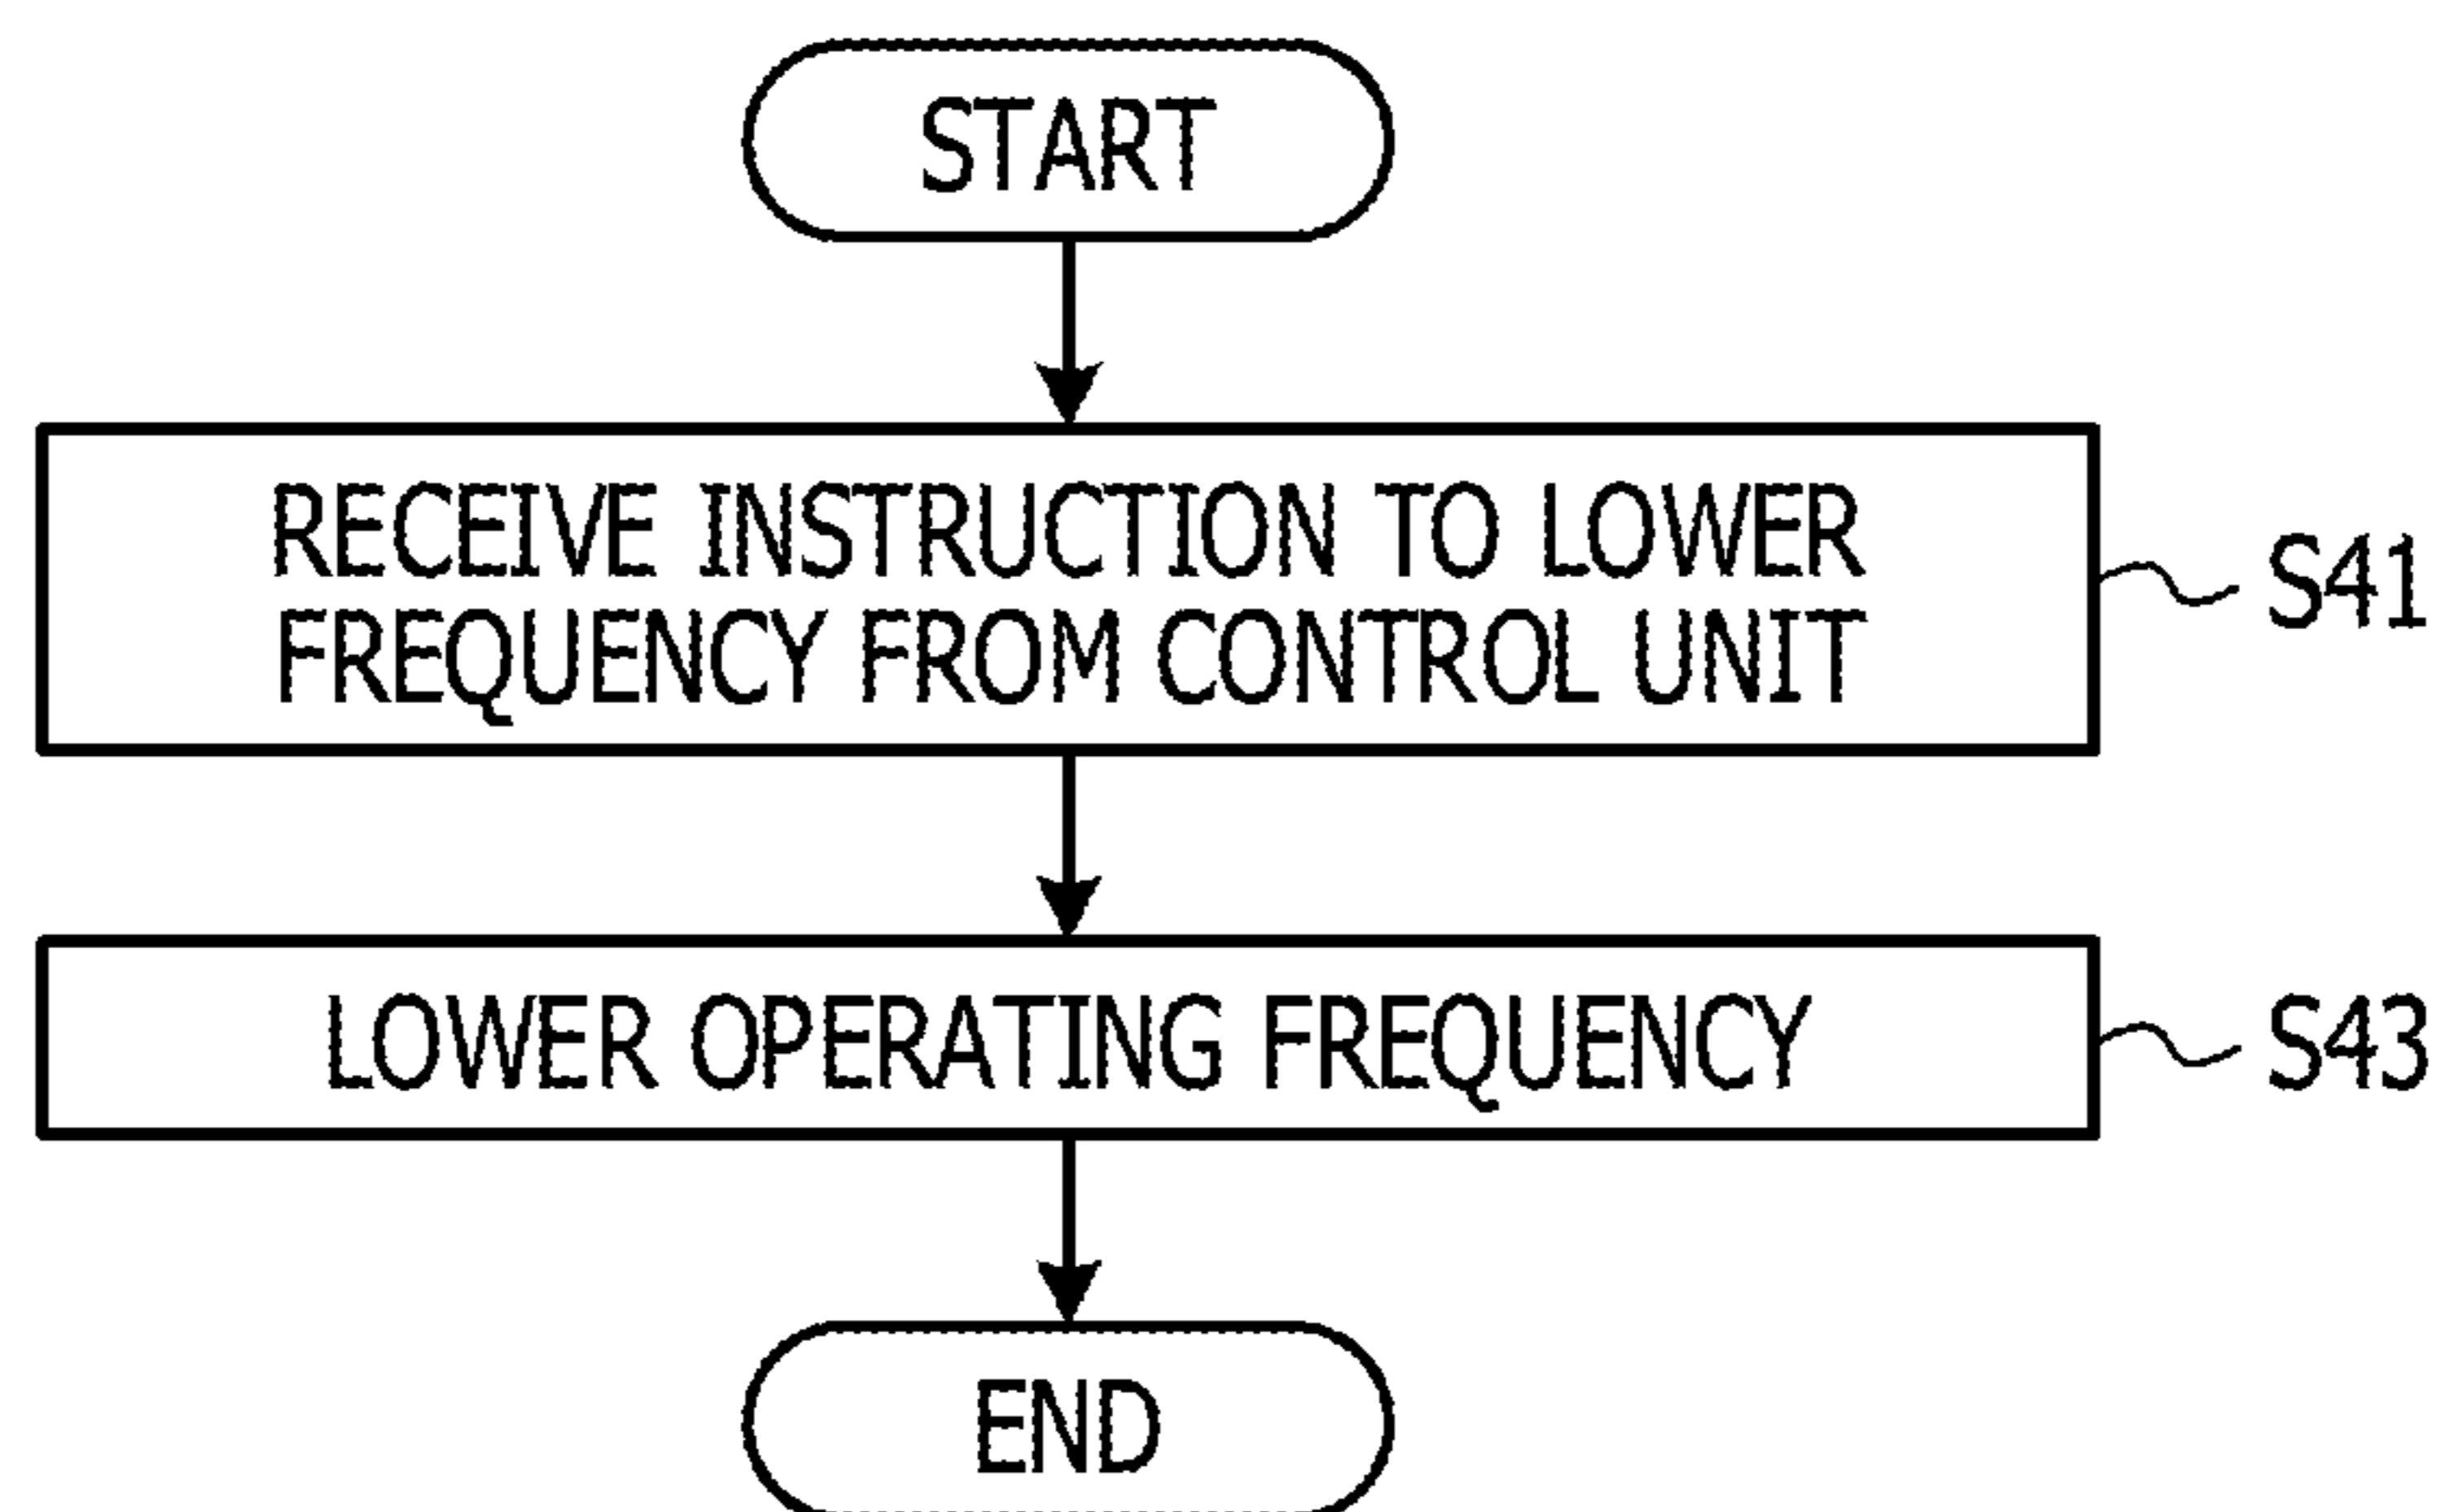 START
RECEIVE INSTRUCTION TO LOWER
FREQUENCY FROM CONTROL UNIT
S41
LOWER OPERATING FREQUENCY
S43
END